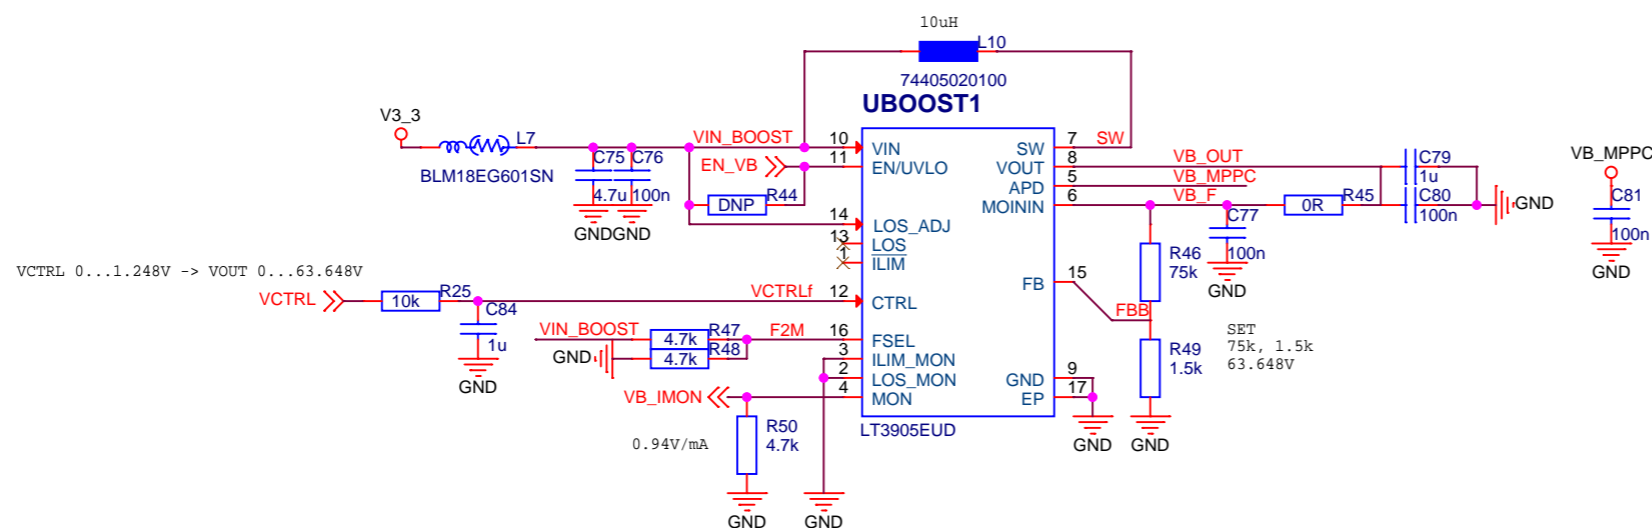 10uH
L10
74405020100
UBOOST1
V3_3
L7
BLM18EG601SN
VIN_BOOST
10
VIN
SW
7
SW
C75
C76
4.7u
100n
GND
GND
EN_VB
11
EN/UVLO
VOUT
8
VB_OUT
C79
1u
R44
DNP
APD
5
VB_MPPC
VB_MPPC
14
LOS_ADJ
MOININ
6
VB_F
R45
0R
C80
100n
GND
C81
100n
GND
13
LOS
1
ILIM
C77
100n
GND
R46
75k
VCTRL 0...1.248V -> VOUT 0...63.648V
VCTRL
R25
10k
VCTRLf
12
CTRL
FB
15
FBB
C84
1u
GND
VIN_BOOST
R47
4.7k
F2M
16
FSEL
GND
R48
4.7k
3
ILIM_MON
2
LOS_MON
GND
9
VB_IMON
4
MON
EP
17
R49
1.5k
SET
75k, 1.5k
63.648V
R50
4.7k
0.94V/mA
LT3905EUD
GND
GND
GND
GND